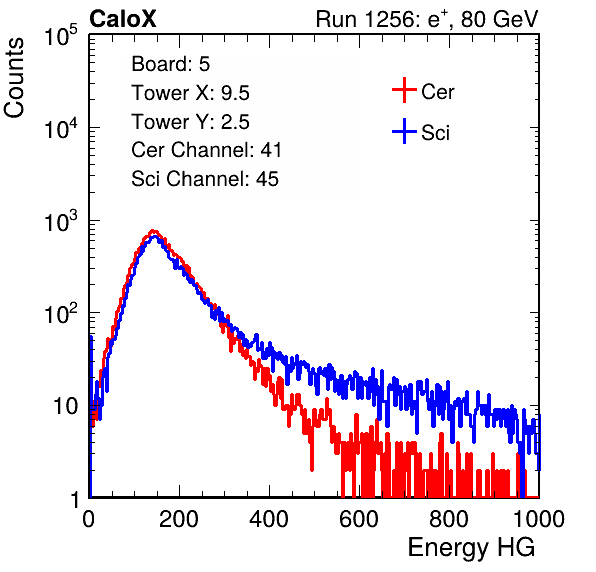 CaloX Run 1256: e⁺, 80 GeV
Counts
10⁵
10⁴
10³
10²
10
1
Board: 5
Tower X: 9.5
Tower Y: 2.5
Cer Channel: 41
Sci Channel: 45
Cer
Sci
0 200 400 600 800 1000
Energy HG